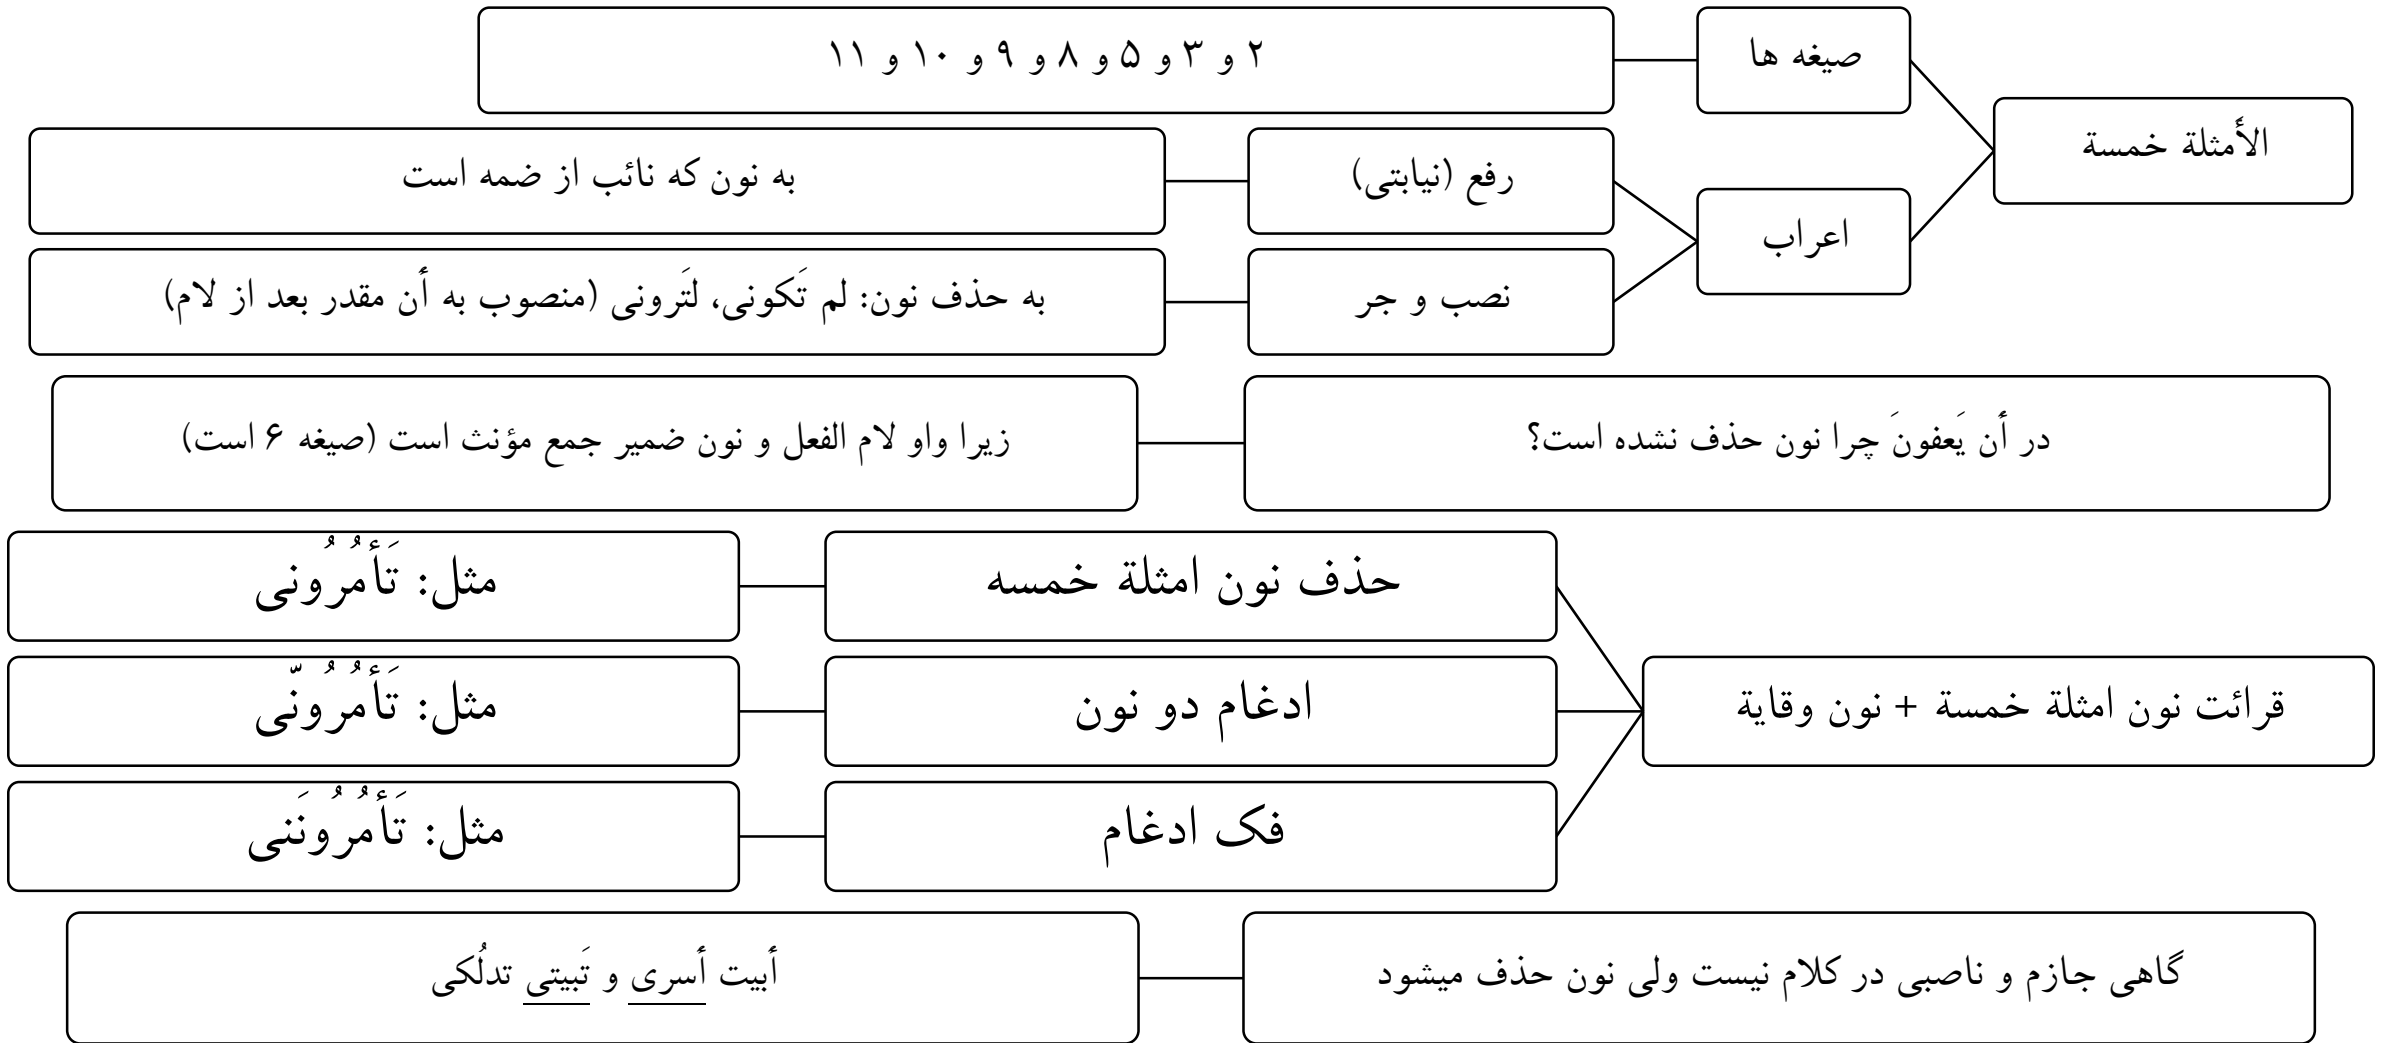 الأمثلة خمسة
صیغه ها
۲ و ۳ و ۵ و ۸ و ۹ و ۱۰ و ۱۱
اعراب
رفع (نیابتی)
به نون که نائب از ضمه است
نصب و جر
به حذف نون: لم تَکونی، لتَرونی (منصوب به أن مقدر بعد از لام)
در أن یَعفونَ چرا نون حذف نشده است؟
زیرا واو لام الفعل و نون ضمیر جمع مؤنث است (صیغه ۶ است)
قرائت نون امثلة خمسة + نون وقایة
حذف نون امثلة خمسه
مثل: تَأمُرُونی
ادغام دو نون
مثل: تَأمُرُونّی
فک ادغام
مثل: تَأمُرُونَنی
گاهی جازم و ناصبی در کلام نیست ولی نون حذف میشود
أبیت أسری و تَبیتی تدلُکی